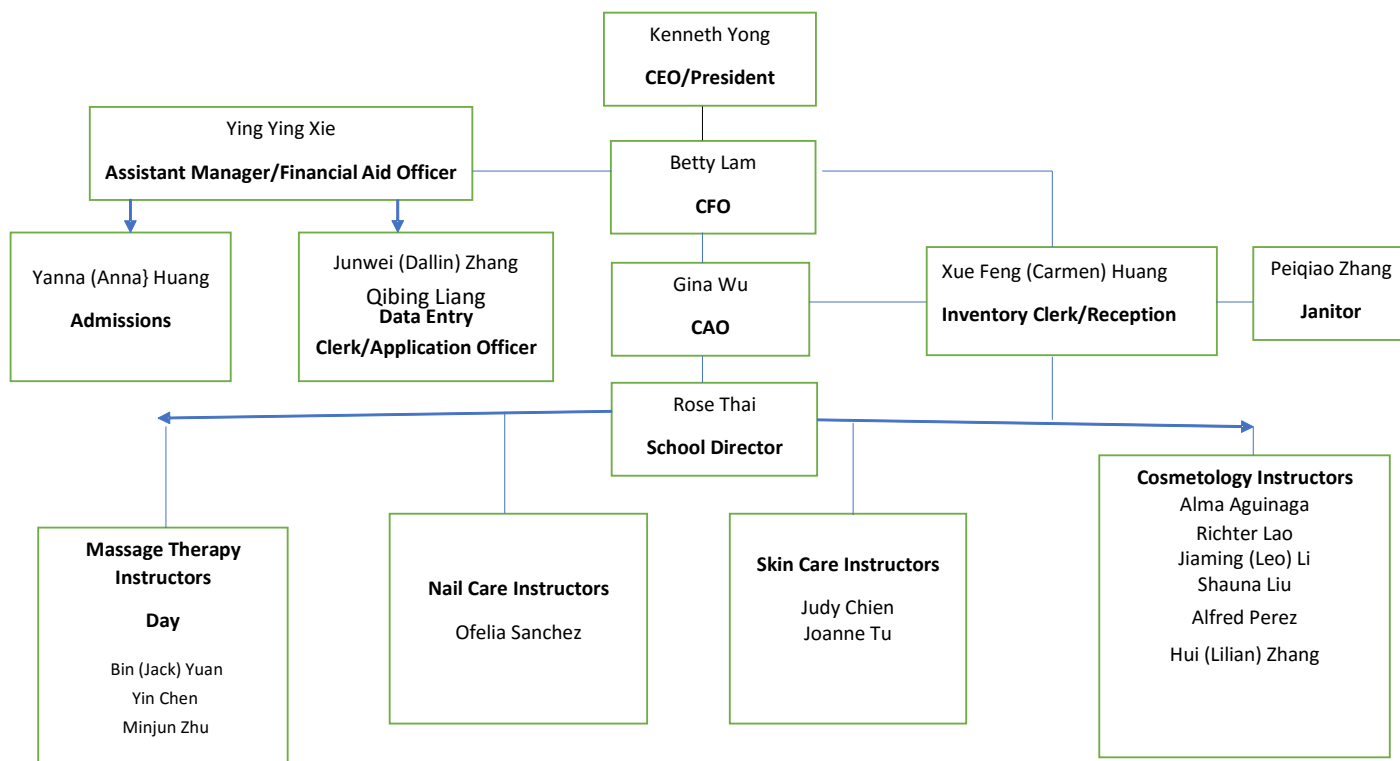 Kenneth Yong
CEO/President
Ying Ying Xie
Assistant Manager/Financial Aid Officer
Betty Lam
CFO
Yanna (Anna} Huang
Admissions
Junwei (Dallin) Zhang
Qibing Liang
Data Entry
Clerk/Application Officer
Gina Wu
CAO
Xue Feng (Carmen) Huang
Inventory Clerk/Reception
Peiqiao Zhang
Janitor
Rose Thai
School Director
Massage Therapy
Instructors
Day
Bin (Jack) Yuan
Yin Chen
Minjun Zhu
Nail Care Instructors
Ofelia Sanchez
Skin Care Instructors
Judy Chien
Joanne Tu
Cosmetology Instructors
Alma Aguinaga
Richter Lao
Jiaming (Leo) Li
Shauna Liu
Alfred Perez
Hui (Lilian) Zhang